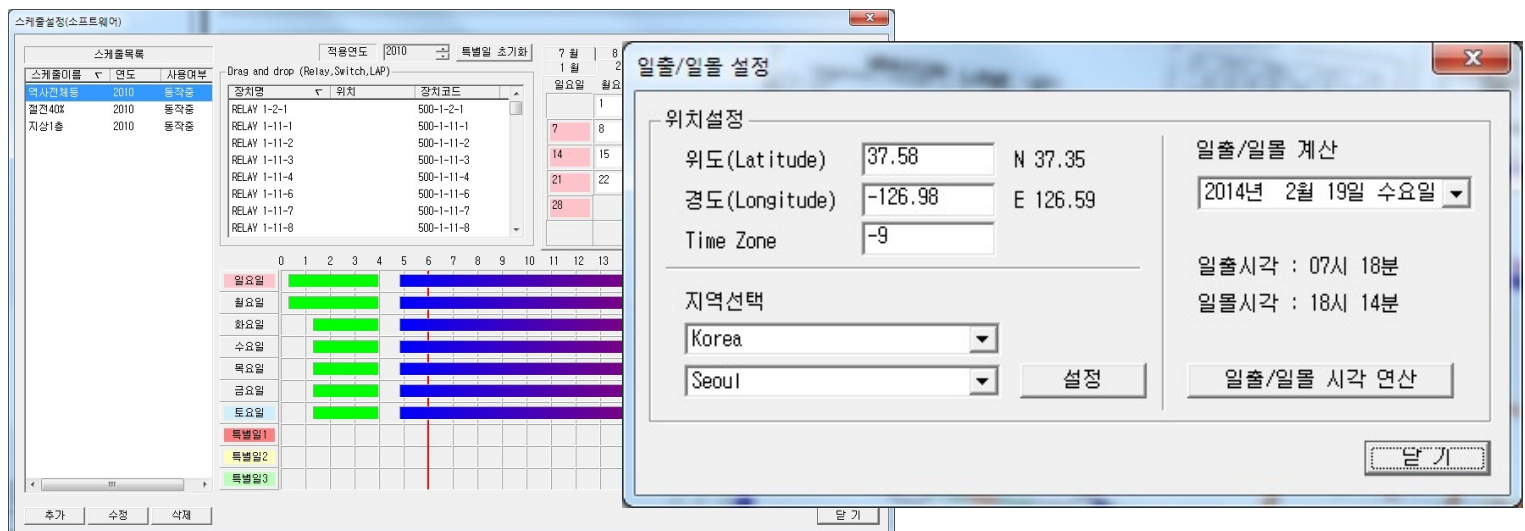 스케줄설정(소프트웨어)
스케줄목록
스케줄이름 연도 사용여부
역사전체등 2010 동작중
절전40% 2010 동작중
지상1층 2010 동작중
적용연도 2010 특별일 초기화
Drag and drop (Relay,Switch,LAP)
장치명 위치 장치코드
RELAY 1-2-1 500-1-2-1
RELAY 1-11-1 500-1-11-1
RELAY 1-11-2 500-1-11-2
RELAY 1-11-3 500-1-11-3
RELAY 1-11-4 500-1-11-4
RELAY 1-11-6 500-1-11-6
RELAY 1-11-7 500-1-11-7
RELAY 1-11-8 500-1-11-8
7 월 8
1 월 2
일요일 월요
1
7 8
14 15
21 22
28
0 1 2 3 4 5 6 7 8 9 10 11 12 13
일요일
월요일
화요일
수요일
목요일
금요일
토요일
특별일1
특별일2
특별일3
추가 수정 삭제
닫 기
일출/일몰 설정
위치설정
위도(Latitude) 37.58 N 37.35
경도(Longitude) -126.98 E 126.59
Time Zone -9
지역선택
Korea
Seoul 설정
일출/일몰 계산
2014년 2월 19일 수요일
일출시각 : 07시 18분
일몰시각 : 18시 14분
일출/일몰 시각 연산
닫 기